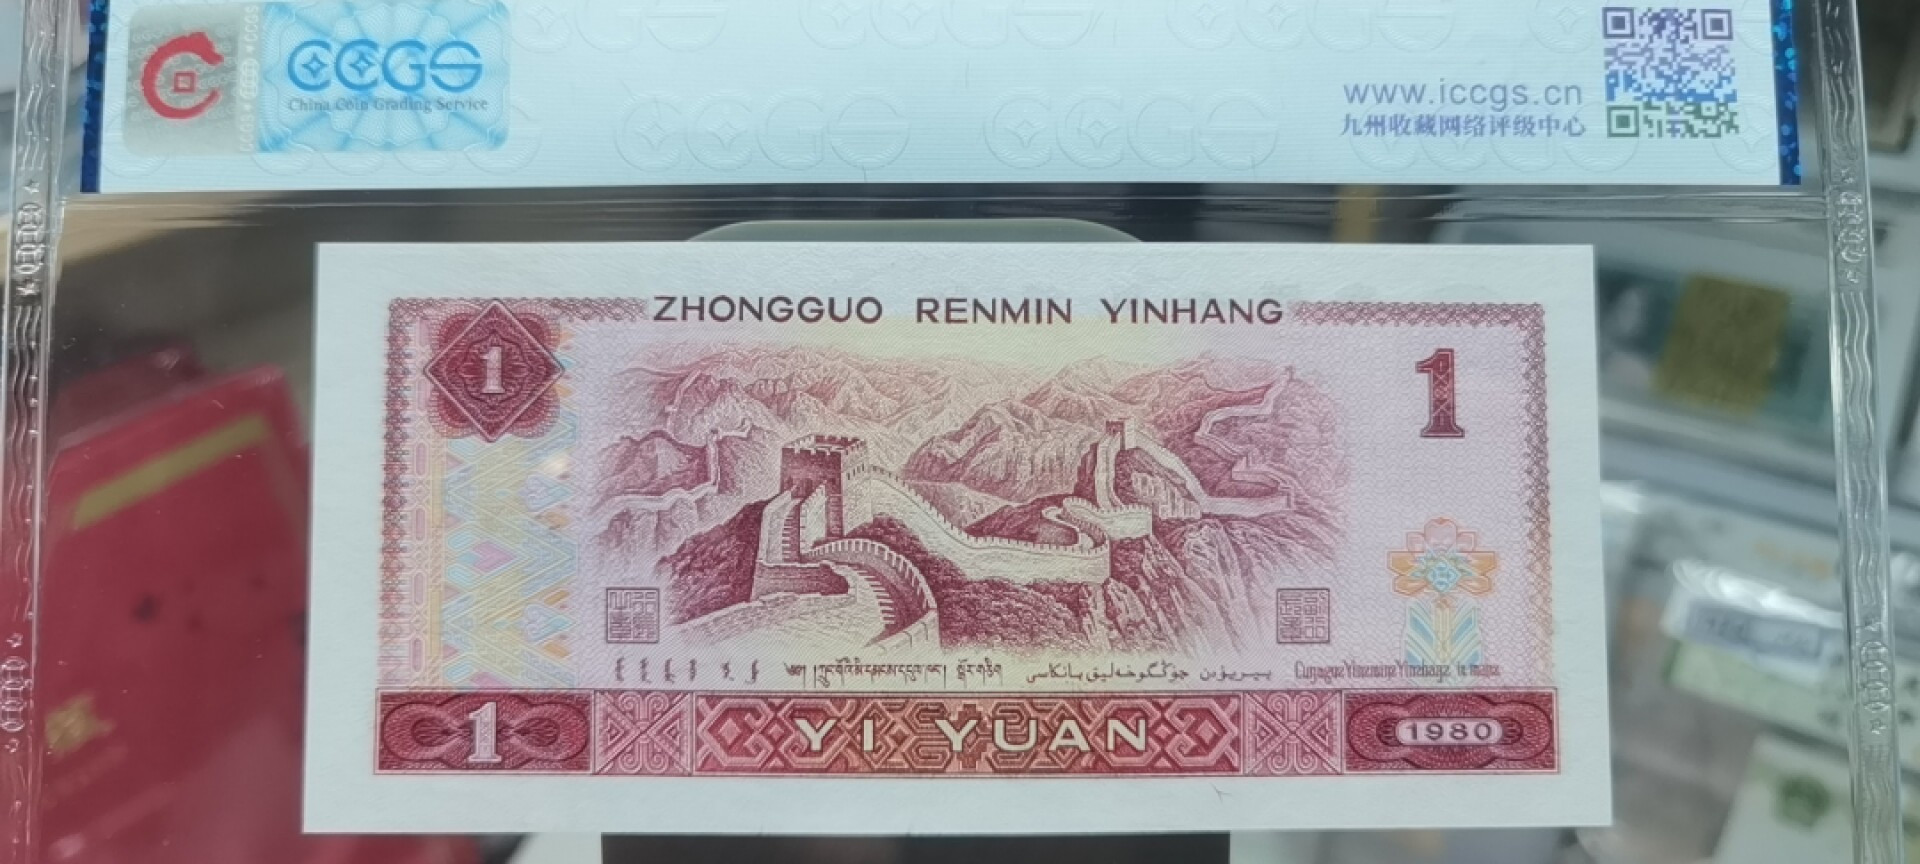 CCGS
China Coin Grading Service
www.iccgs.cn
九州收藏网络评级中心
ZHONGGUO RENMIN YINHANG
1
1
1 YI YUAN 1980